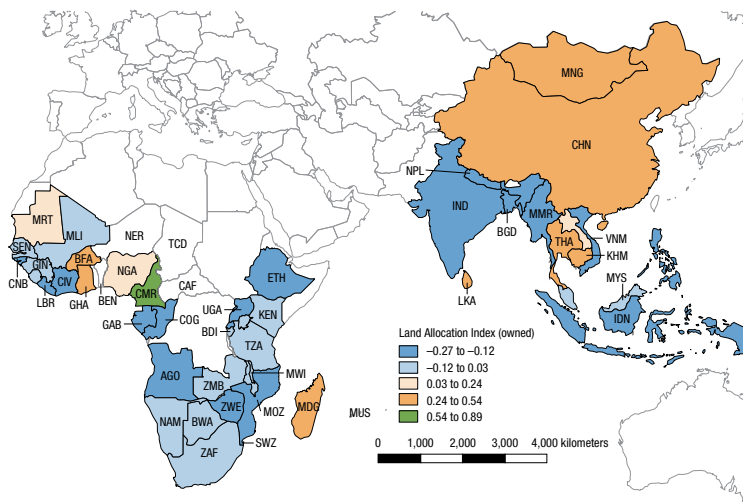 MNG
CHN
NPL
IND
MMR
BGD
THA
VNM
KHM
LKA
MYS
IDN
MRT
MLI
NER
TCD
SEN
GIN
BFA
NGA
CNB
CIV
LBR
GHA
BEN
CMR
CAF
ETH
GAB
COG
UGA
KEN
BDI
TZA
AGO
ZMB
MWI
MOZ
ZWE
MDG
MUS
NAM
BWA
SWZ
ZAF
Land Allocation Index (owned)
–0.27 to –0.12
–0.12 to 0.03
0.03 to 0.24
0.24 to 0.54
0.54 to 0.89
0 1,000 2,000 3,000 4,000 kilometers